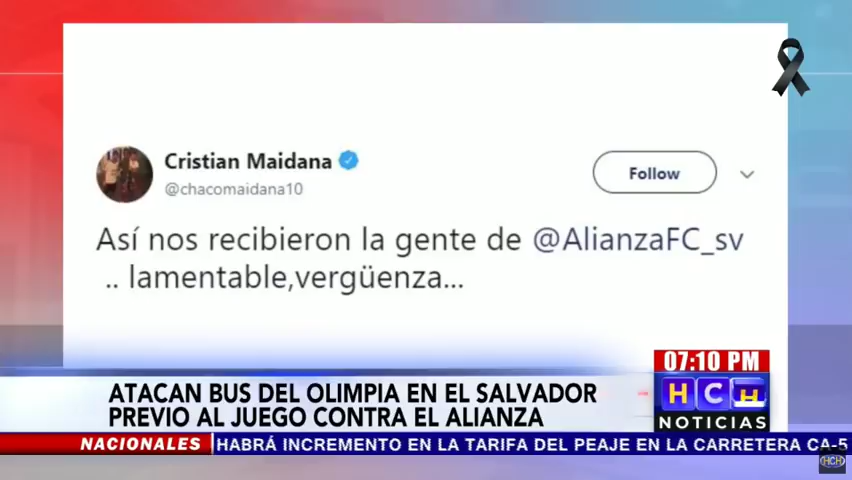 Cristian Maidana
@chacomaidana10
Follow
Así nos recibieron la gente de @AlianzaFC_sv
.. lamentable,vergüenza...
07:10 PM
ATACAN BUS DEL OLIMPIA EN EL SALVADOR
PREVIO AL JUEGO CONTRA EL ALIANZA
HCH
NOTICIAS
NACIONALES
HABRÁ INCREMENTO EN LA TARIFA DEL PEAJE EN LA CARRETERA CA-5
HCH